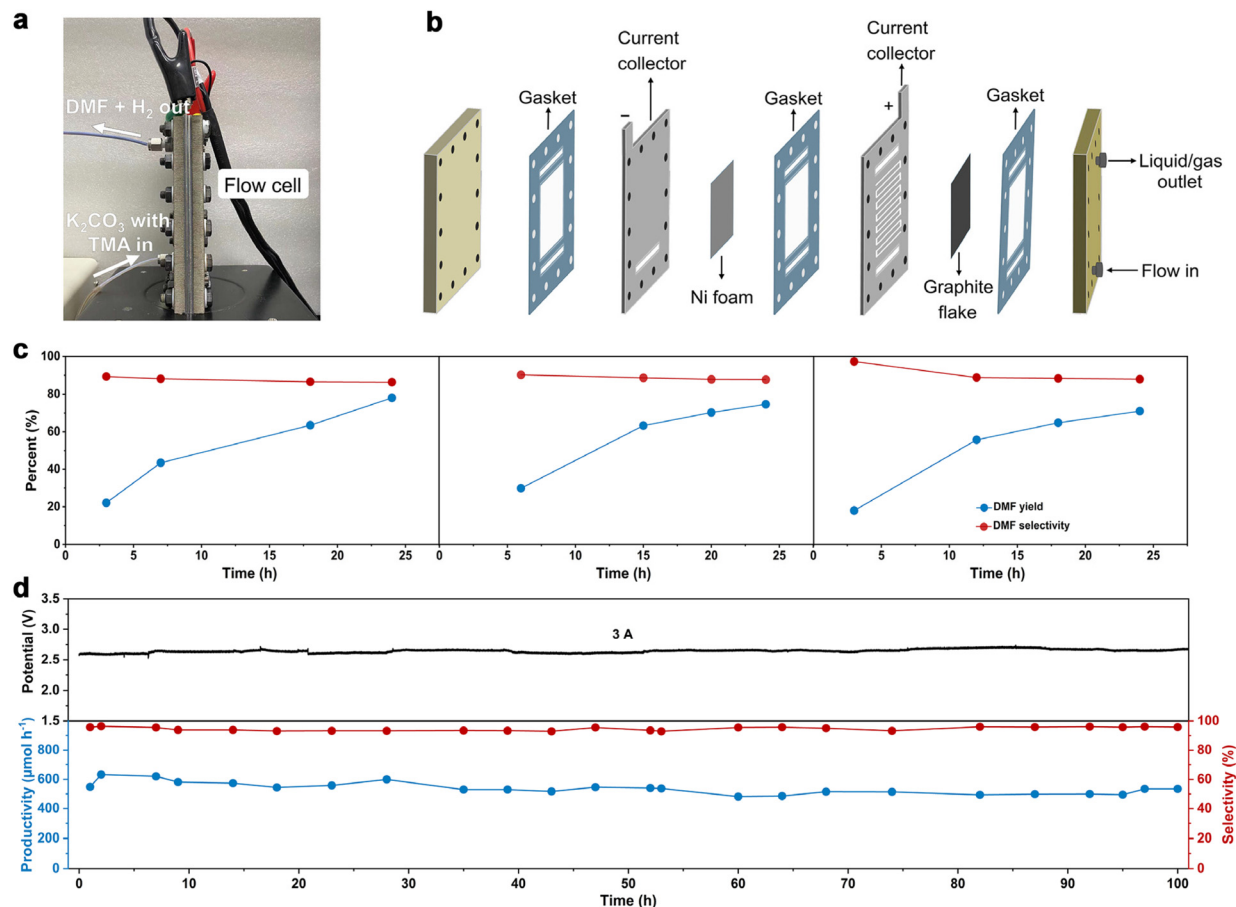 a
DMF + H₂ out
Flow cell
K₂CO₃ with
TMA in
b
Current
collector
Gasket
−
Ni foam
Gasket
Current
collector
+
Graphite
flake
Gasket
Liquid/gas
outlet
Flow in
c
Percent (%)
100
80
60
40
20
0
0 5 10 15 20 25
Time (h)
0 5 10 15 20 25
Time (h)
0 5 10 15 20 25
Time (h)
DMF yield
DMF selectivity
d
Potential (V)
3.5
3.0
2.5
2.0
1.5
3 A
Productivity (µmol h⁻¹)
800
600
400
200
0
Selectivity (%)
100
80
60
40
20
0
0 10 20 30 40 50 60 70 80 90 100
Time (h)